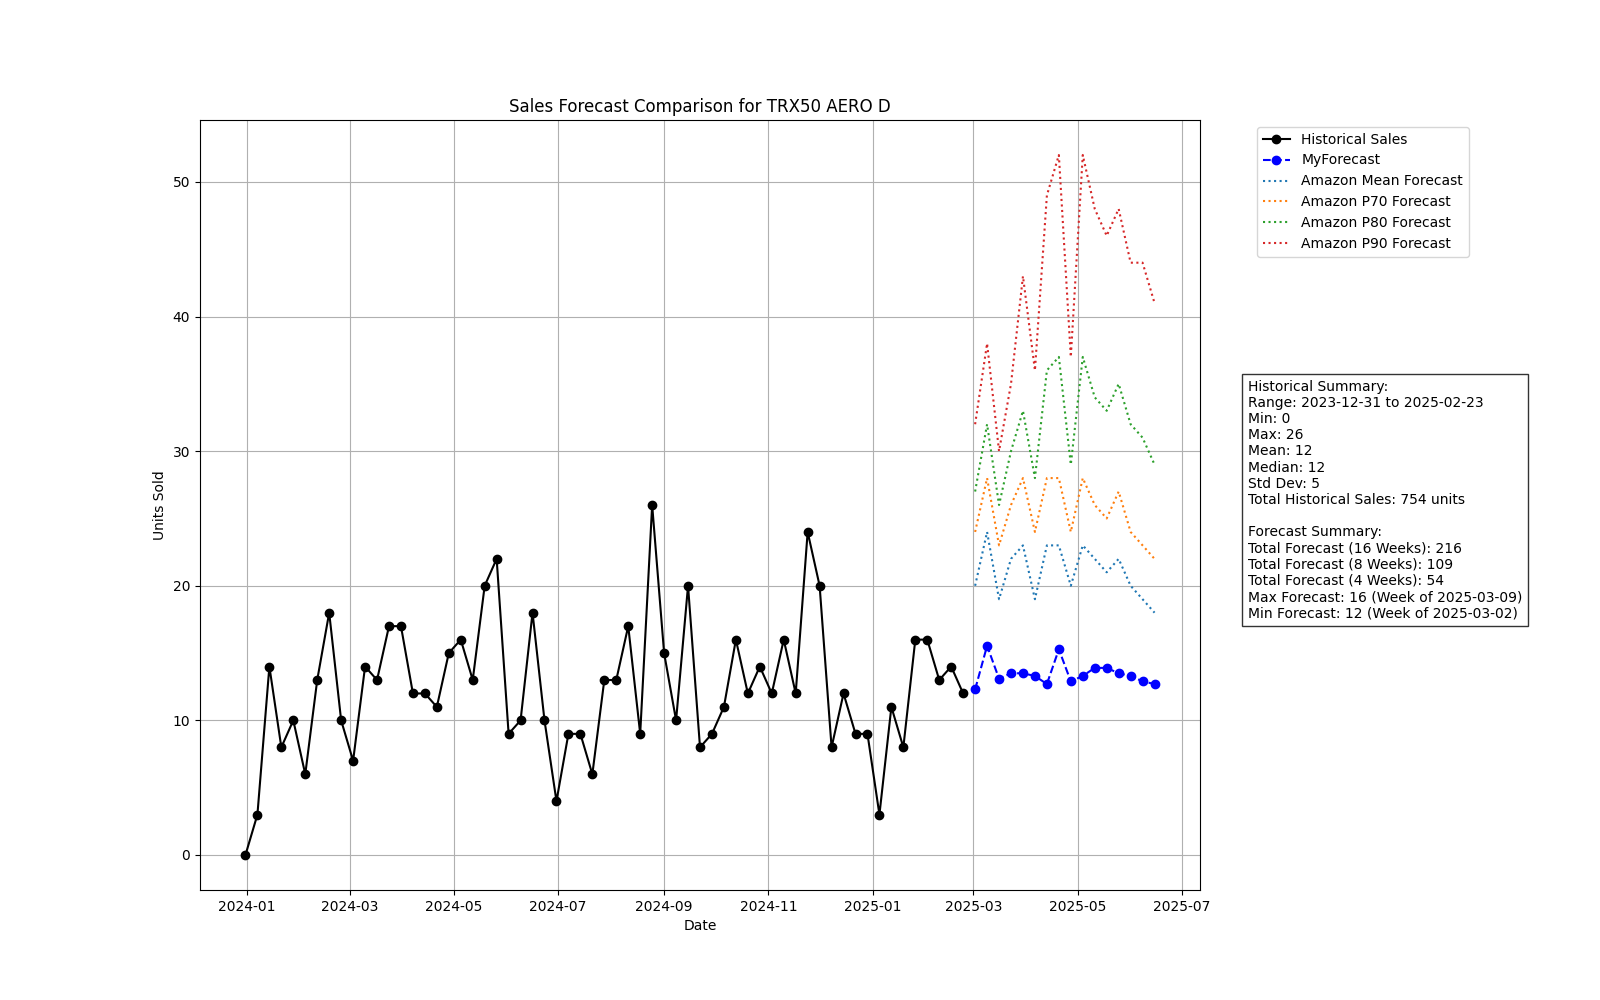 Sales Forecast Comparison for TRX50 AERO D
Historical Sales
MyForecast
Amazon Mean Forecast
Amazon P70 Forecast
Amazon P80 Forecast
Amazon P90 Forecast
50
40
30
20
10
0
Units Sold
2024-01
2024-03
2024-05
2024-07
2024-09
2024-11
2025-01
2025-03
2025-05
2025-07
Date
Historical Summary:
Range: 2023-12-31 to 2025-02-23
Min: 0
Max: 26
Mean: 12
Median: 12
Std Dev: 5
Total Historical Sales: 754 units
Forecast Summary:
Total Forecast (16 Weeks): 216
Total Forecast (8 Weeks): 109
Total Forecast (4 Weeks): 54
Max Forecast: 16 (Week of 2025-03-09)
Min Forecast: 12 (Week of 2025-03-02)